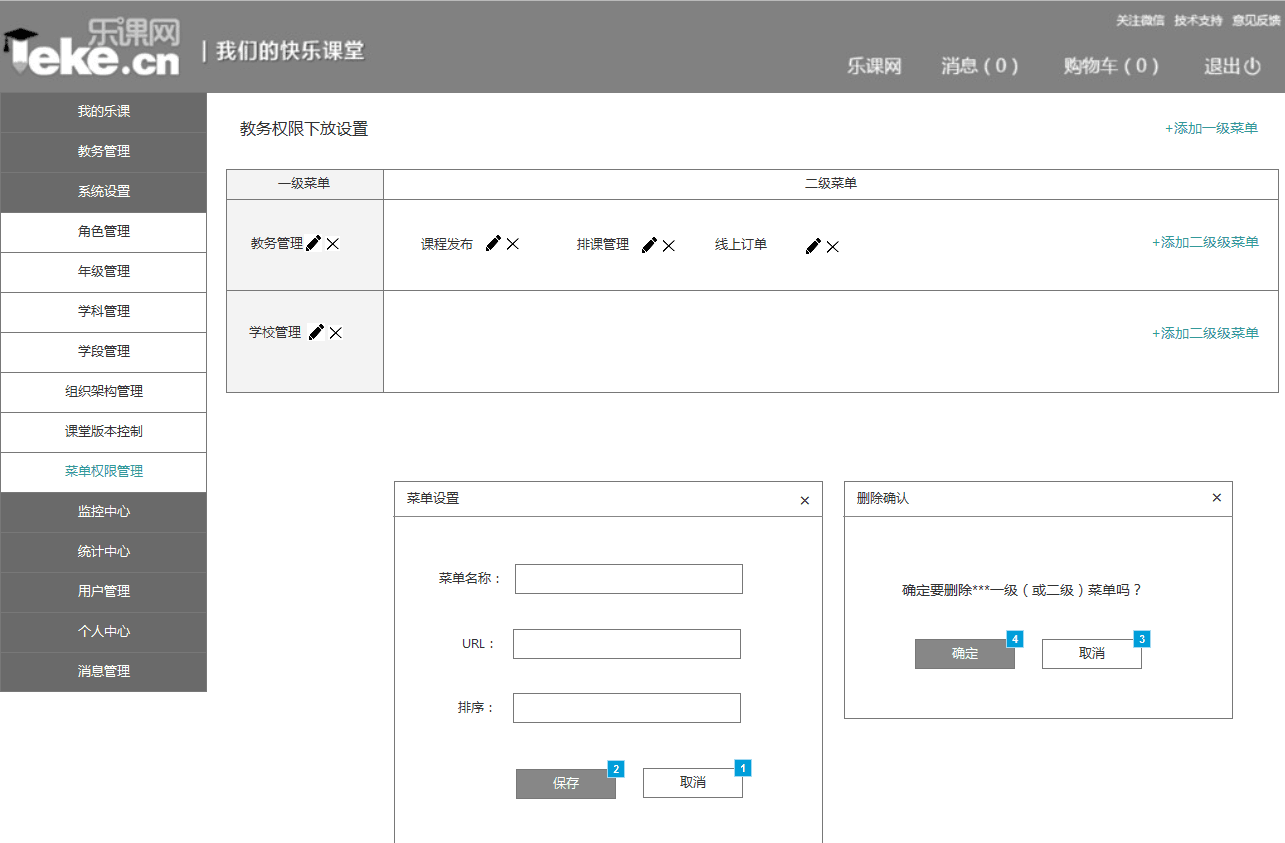 关注微信 技术支持 意见反馈
乐课网
leke.cn
|我们的快乐课堂
乐课网 消息(0) 购物车(0) 退出
我的乐课
教务管理
系统设置
角色管理
年级管理
学科管理
学段管理
组织架构管理
课堂版本控制
菜单权限管理
监控中心
统计中心
用户管理
个人中心
消息管理
教务权限下放设置 +添加一级菜单
一级菜单 二级菜单
教务管理 课程发布 排课管理 线上订单 +添加二级级菜单
学校管理 +添加二级级菜单
菜单设置 ×
菜单名称：
URL：
排序：
保存 2 取消 1
删除确认 ×
确定要删除***一级（或二级）菜单吗？
确定 4 取消 3